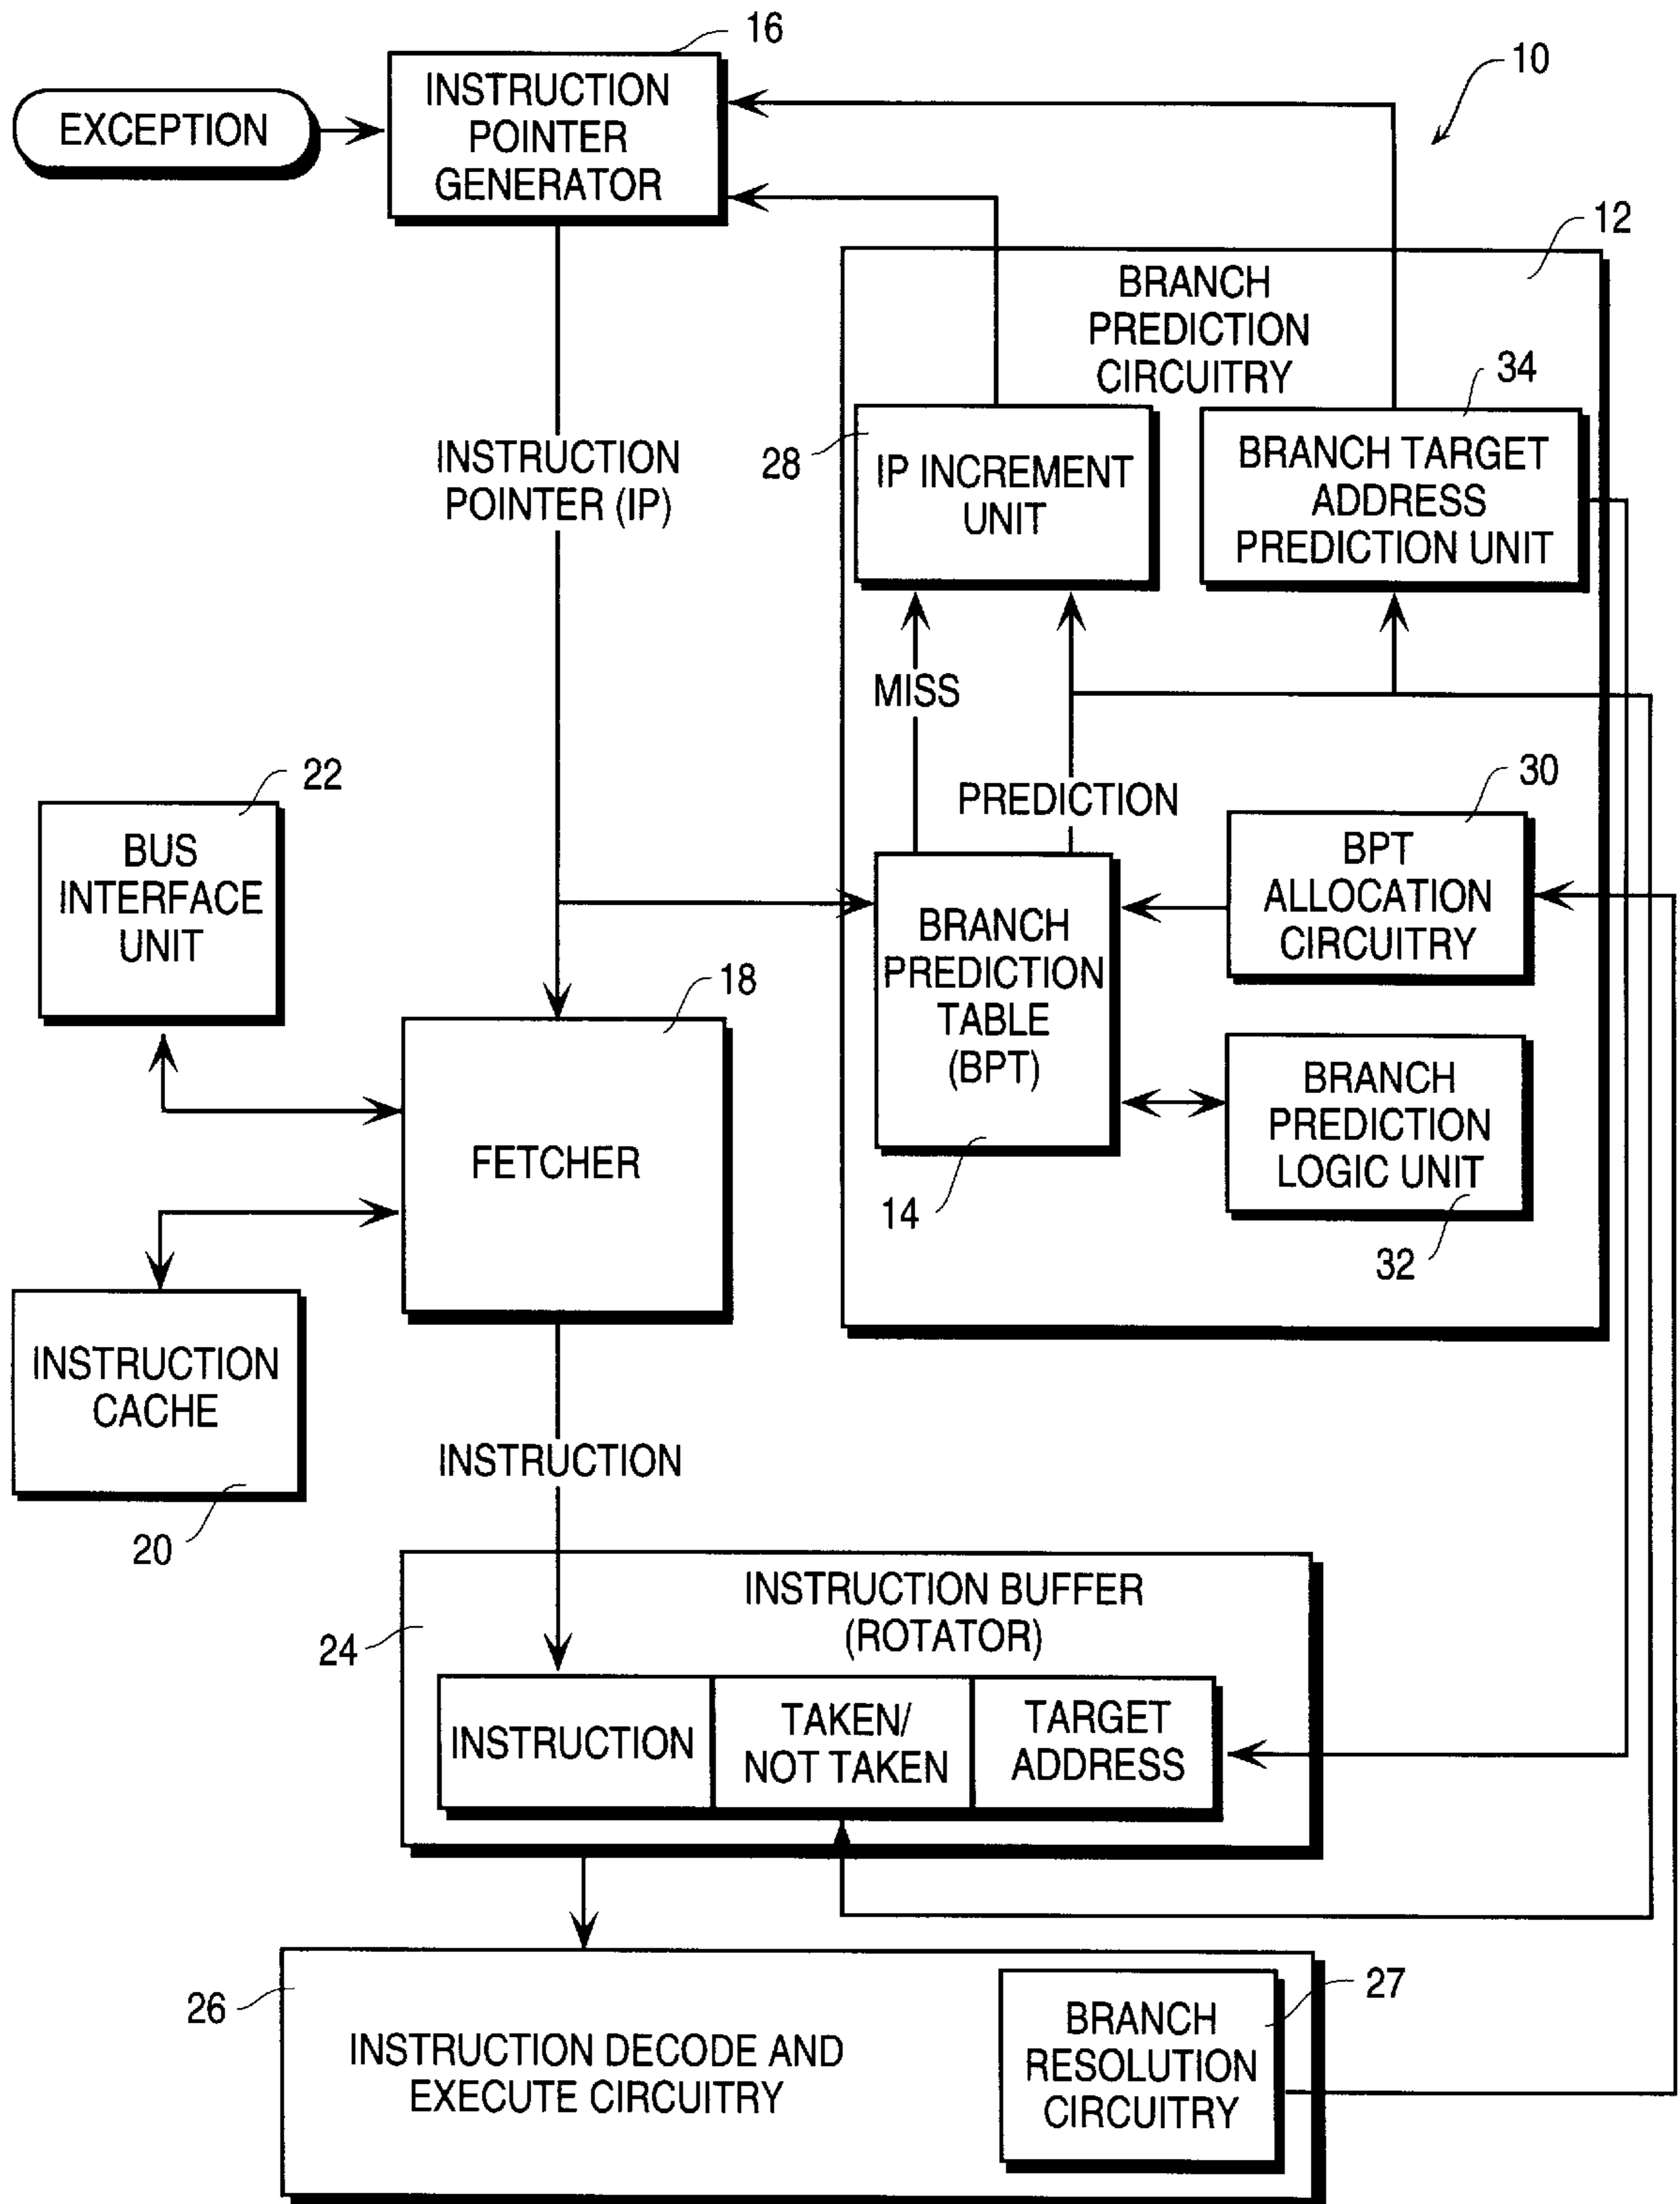 16
10
EXCEPTION
INSTRUCTION
POINTER
GENERATOR
12
BRANCH
PREDICTION
CIRCUITRY
34
INSTRUCTION
POINTER (IP)
28
IP INCREMENT
UNIT
BRANCH TARGET
ADDRESS
PREDICTION UNIT
MISS
PREDICTION
22
BUS
INTERFACE
UNIT
30
BPT
ALLOCATION
CIRCUITRY
BRANCH
PREDICTION
TABLE
(BPT)
14
BRANCH
PREDICTION
LOGIC UNIT
32
18
FETCHER
INSTRUCTION
CACHE
20
INSTRUCTION
24
INSTRUCTION BUFFER
(ROTATOR)
INSTRUCTION
TAKEN/
NOT TAKEN
TARGET
ADDRESS
26
INSTRUCTION DECODE AND
EXECUTE CIRCUITRY
27
BRANCH
RESOLUTION
CIRCUITRY